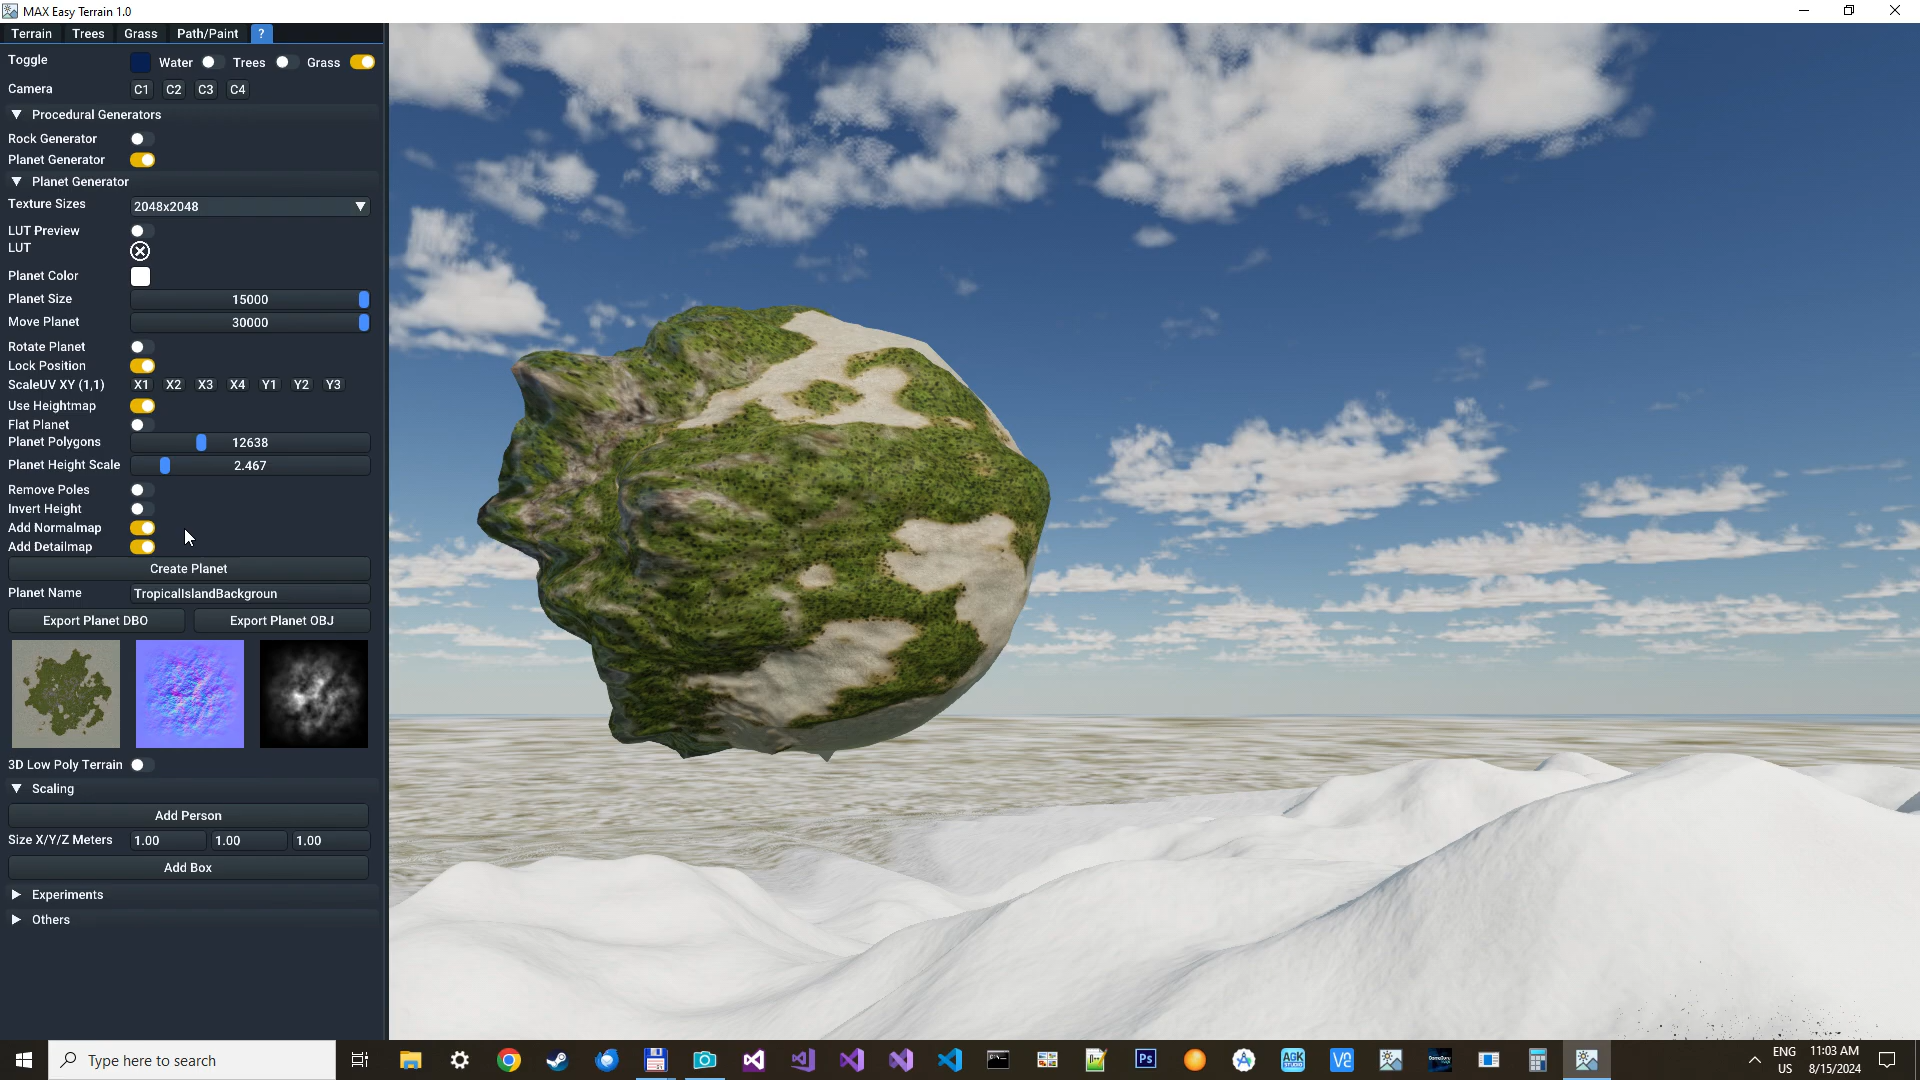 MAX Easy Terrain 1.0
Terrain Trees Grass Path/Paint ?
Toggle Water Trees Grass
Camera C1 C2 C3 C4
Procedural Generators
Rock Generator
Planet Generator
Planet Generator
Texture Sizes 2048x2048
LUT Preview
LUT
Planet Color
Planet Size 15000
Move Planet 30000
Rotate Planet
Lock Position
ScaleUV XY (1,1) X1 X2 X3 X4 Y1 Y2 Y3
Use Heightmap
Flat Planet
Planet Polygons 12638
Planet Height Scale 2.467
Remove Poles
Invert Height
Add Normalmap
Add Detailmap
Create Planet
Planet Name TropicalIslandBackgroun
Export Planet DBO Export Planet OBJ
3D Low Poly Terrain
Scaling
Add Person
Size X/Y/Z Meters 1.00 1.00 1.00
Add Box
Experiments
Others
Type here to search
Ps
AGK
ENG
US
11:03 AM
8/15/2024